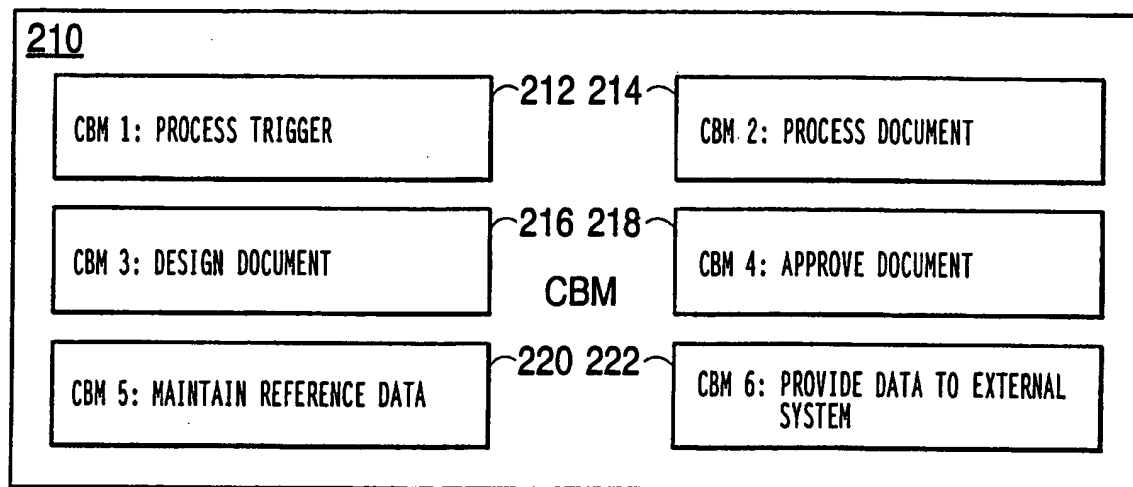 210
212 214
CBM 1: PROCESS TRIGGER
CBM 2: PROCESS DOCUMENT
216 218
CBM 3: DESIGN DOCUMENT
CBM 4: APPROVE DOCUMENT
CBM
220 222
CBM 5: MAINTAIN REFERENCE DATA
CBM 6: PROVIDE DATA TO EXTERNAL
SYSTEM